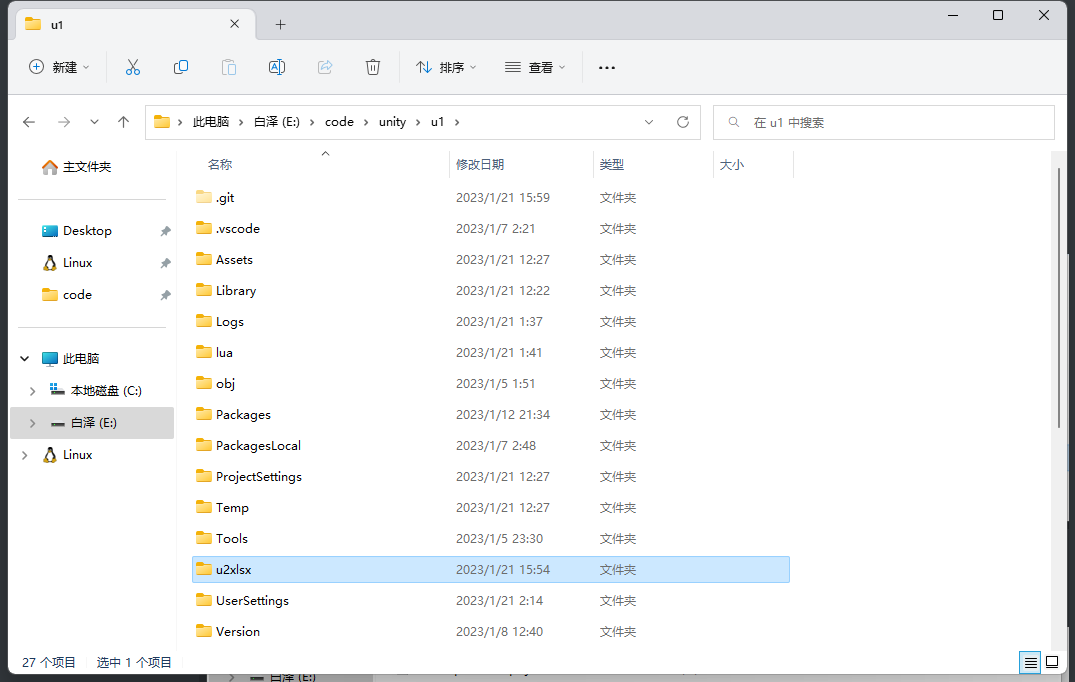 u1
新建
排序
查看
此电脑 白泽 (E:) code unity u1
在 u1 中搜索
主文件夹
Desktop
Linux
code
此电脑
本地磁盘 (C:)
白泽 (E:)
Linux
名称 修改日期 类型 大小
.git 2023/1/21 15:59 文件夹
.vscode 2023/1/7 2:21 文件夹
Assets 2023/1/21 12:27 文件夹
Library 2023/1/21 12:22 文件夹
Logs 2023/1/21 1:37 文件夹
lua 2023/1/21 1:41 文件夹
obj 2023/1/5 1:51 文件夹
Packages 2023/1/12 21:34 文件夹
PackagesLocal 2023/1/7 2:48 文件夹
ProjectSettings 2023/1/21 12:27 文件夹
Temp 2023/1/21 12:27 文件夹
Tools 2023/1/5 23:30 文件夹
u2xlsx 2023/1/21 15:54 文件夹
UserSettings 2023/1/21 2:14 文件夹
Version 2023/1/8 12:40 文件夹
27 个项目 选中 1 个项目
白泽 (E:)